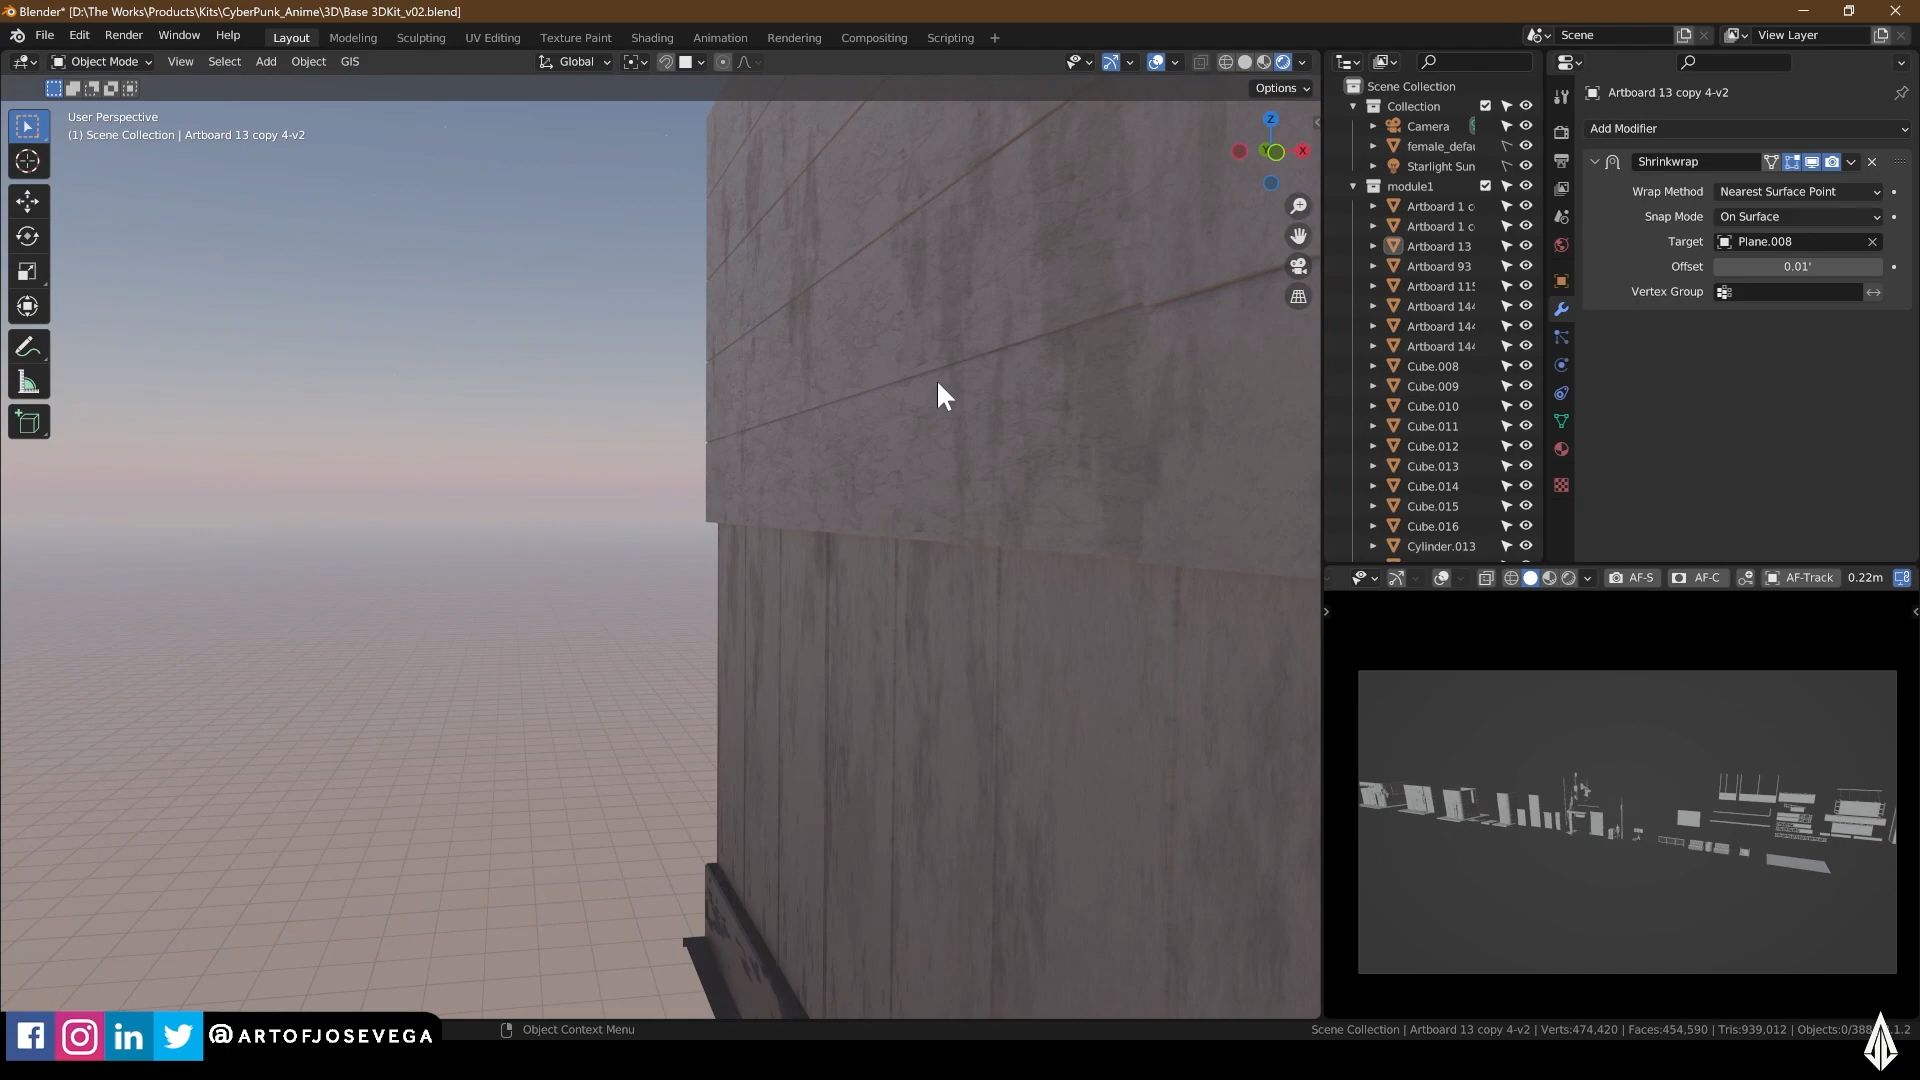 Blender* [D:\The Works\Products\Kits\CyberPunk_Anime\3D\Base 3DKit_v02.blend]
File Edit Render Window Help Layout Modeling Sculpting UV Editing Texture Paint Shading Animation Rendering Compositing Scripting + Scene View Layer
Object Mode View Select Add Object GIS Global
Options
User Perspective
(1) Scene Collection | Artboard 13 copy 4-v2
Z
Y
X
Scene Collection
Collection
Camera
female_defau
Starlight Sun
module1
Artboard 1 c
Artboard 1 c
Artboard 13
Artboard 93
Artboard 115
Artboard 144
Artboard 144
Artboard 144
Cube.008
Cube.009
Cube.010
Cube.011
Cube.012
Cube.013
Cube.014
Cube.015
Cube.016
Cylinder.013
Artboard 13 copy 4-v2
Add Modifier
Shrinkwrap
Wrap Method Nearest Surface Point
Snap Mode On Surface
Target Plane.008
Offset 0.01'
Vertex Group
AF-S AF-C AF-Track 0.22m
@ARTOFJOSEVEGA
Object Context Menu
Scene Collection | Artboard 13 copy 4-v2 | Verts:474,420 | Faces:454,590 | Tris:939,012 | Objects:0/388